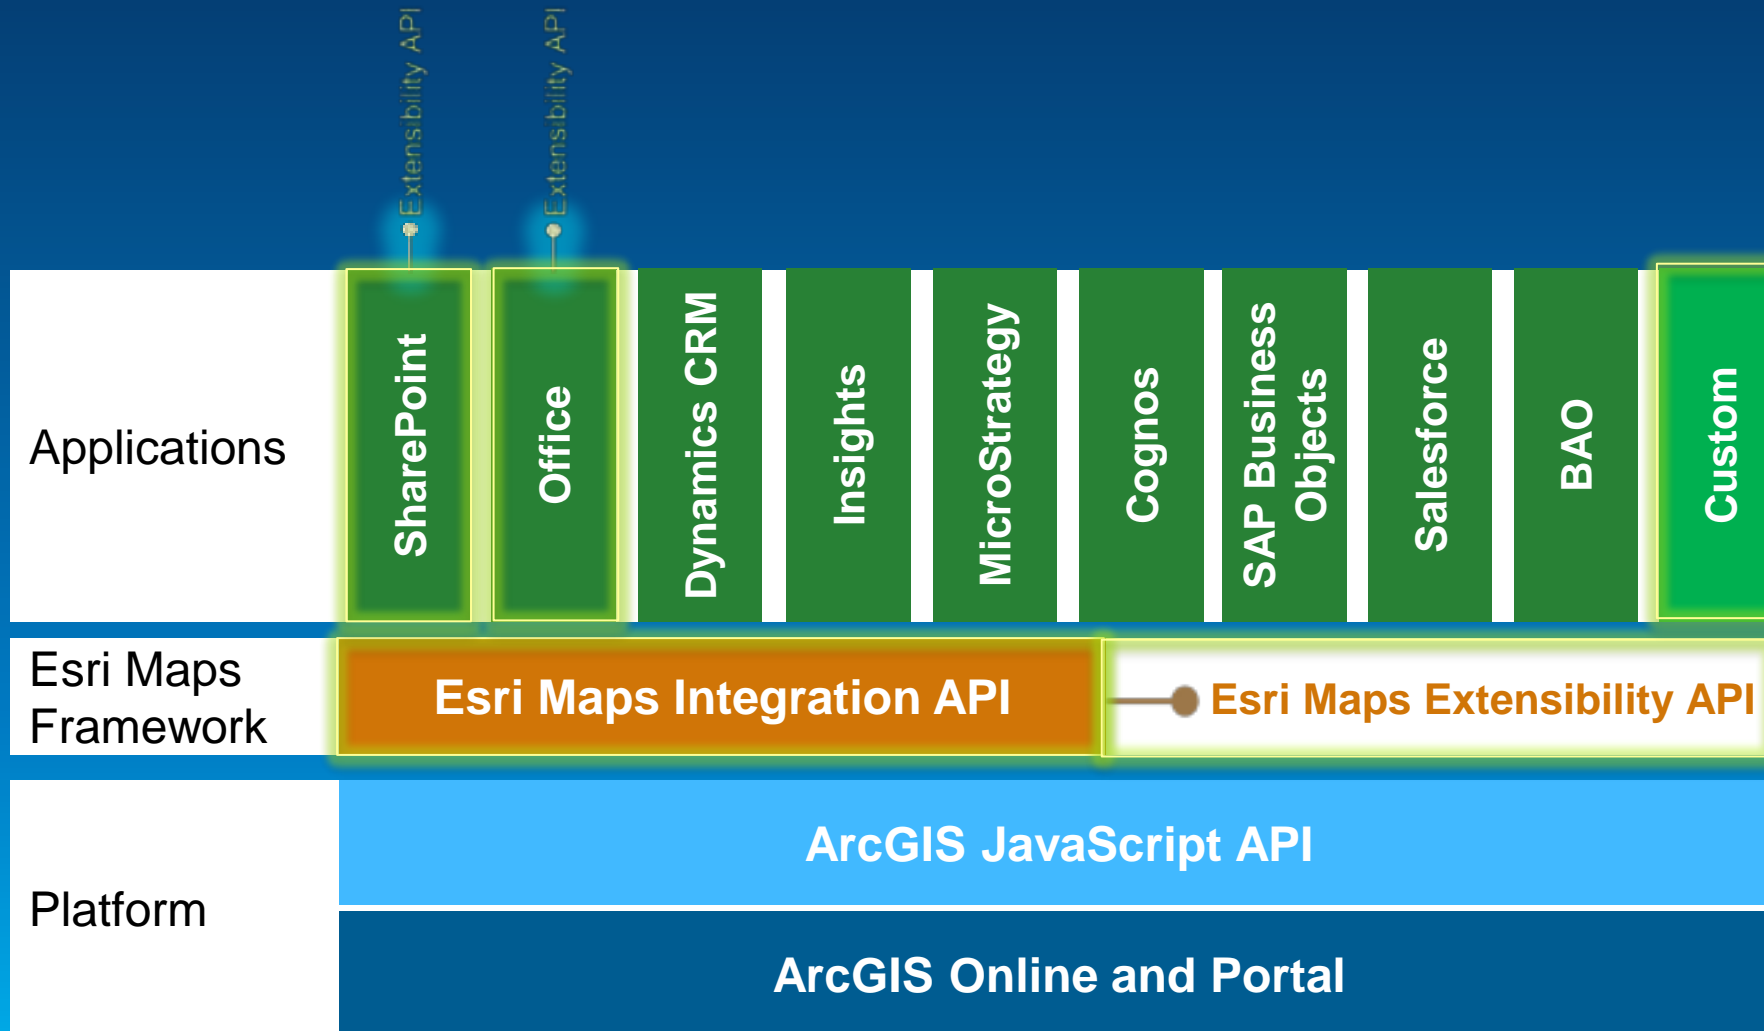 Extensibility API
Extensibility API
Applications
SharePoint
Office
Dynamics CRM
Insights
MicroStrategy
Cognos
SAP Business
Objects
Salesforce
BAO
Custom
Esri Maps
Framework
Esri Maps Integration API
Esri Maps Extensibility API
Platform
ArcGIS JavaScript API
ArcGIS Online and Portal